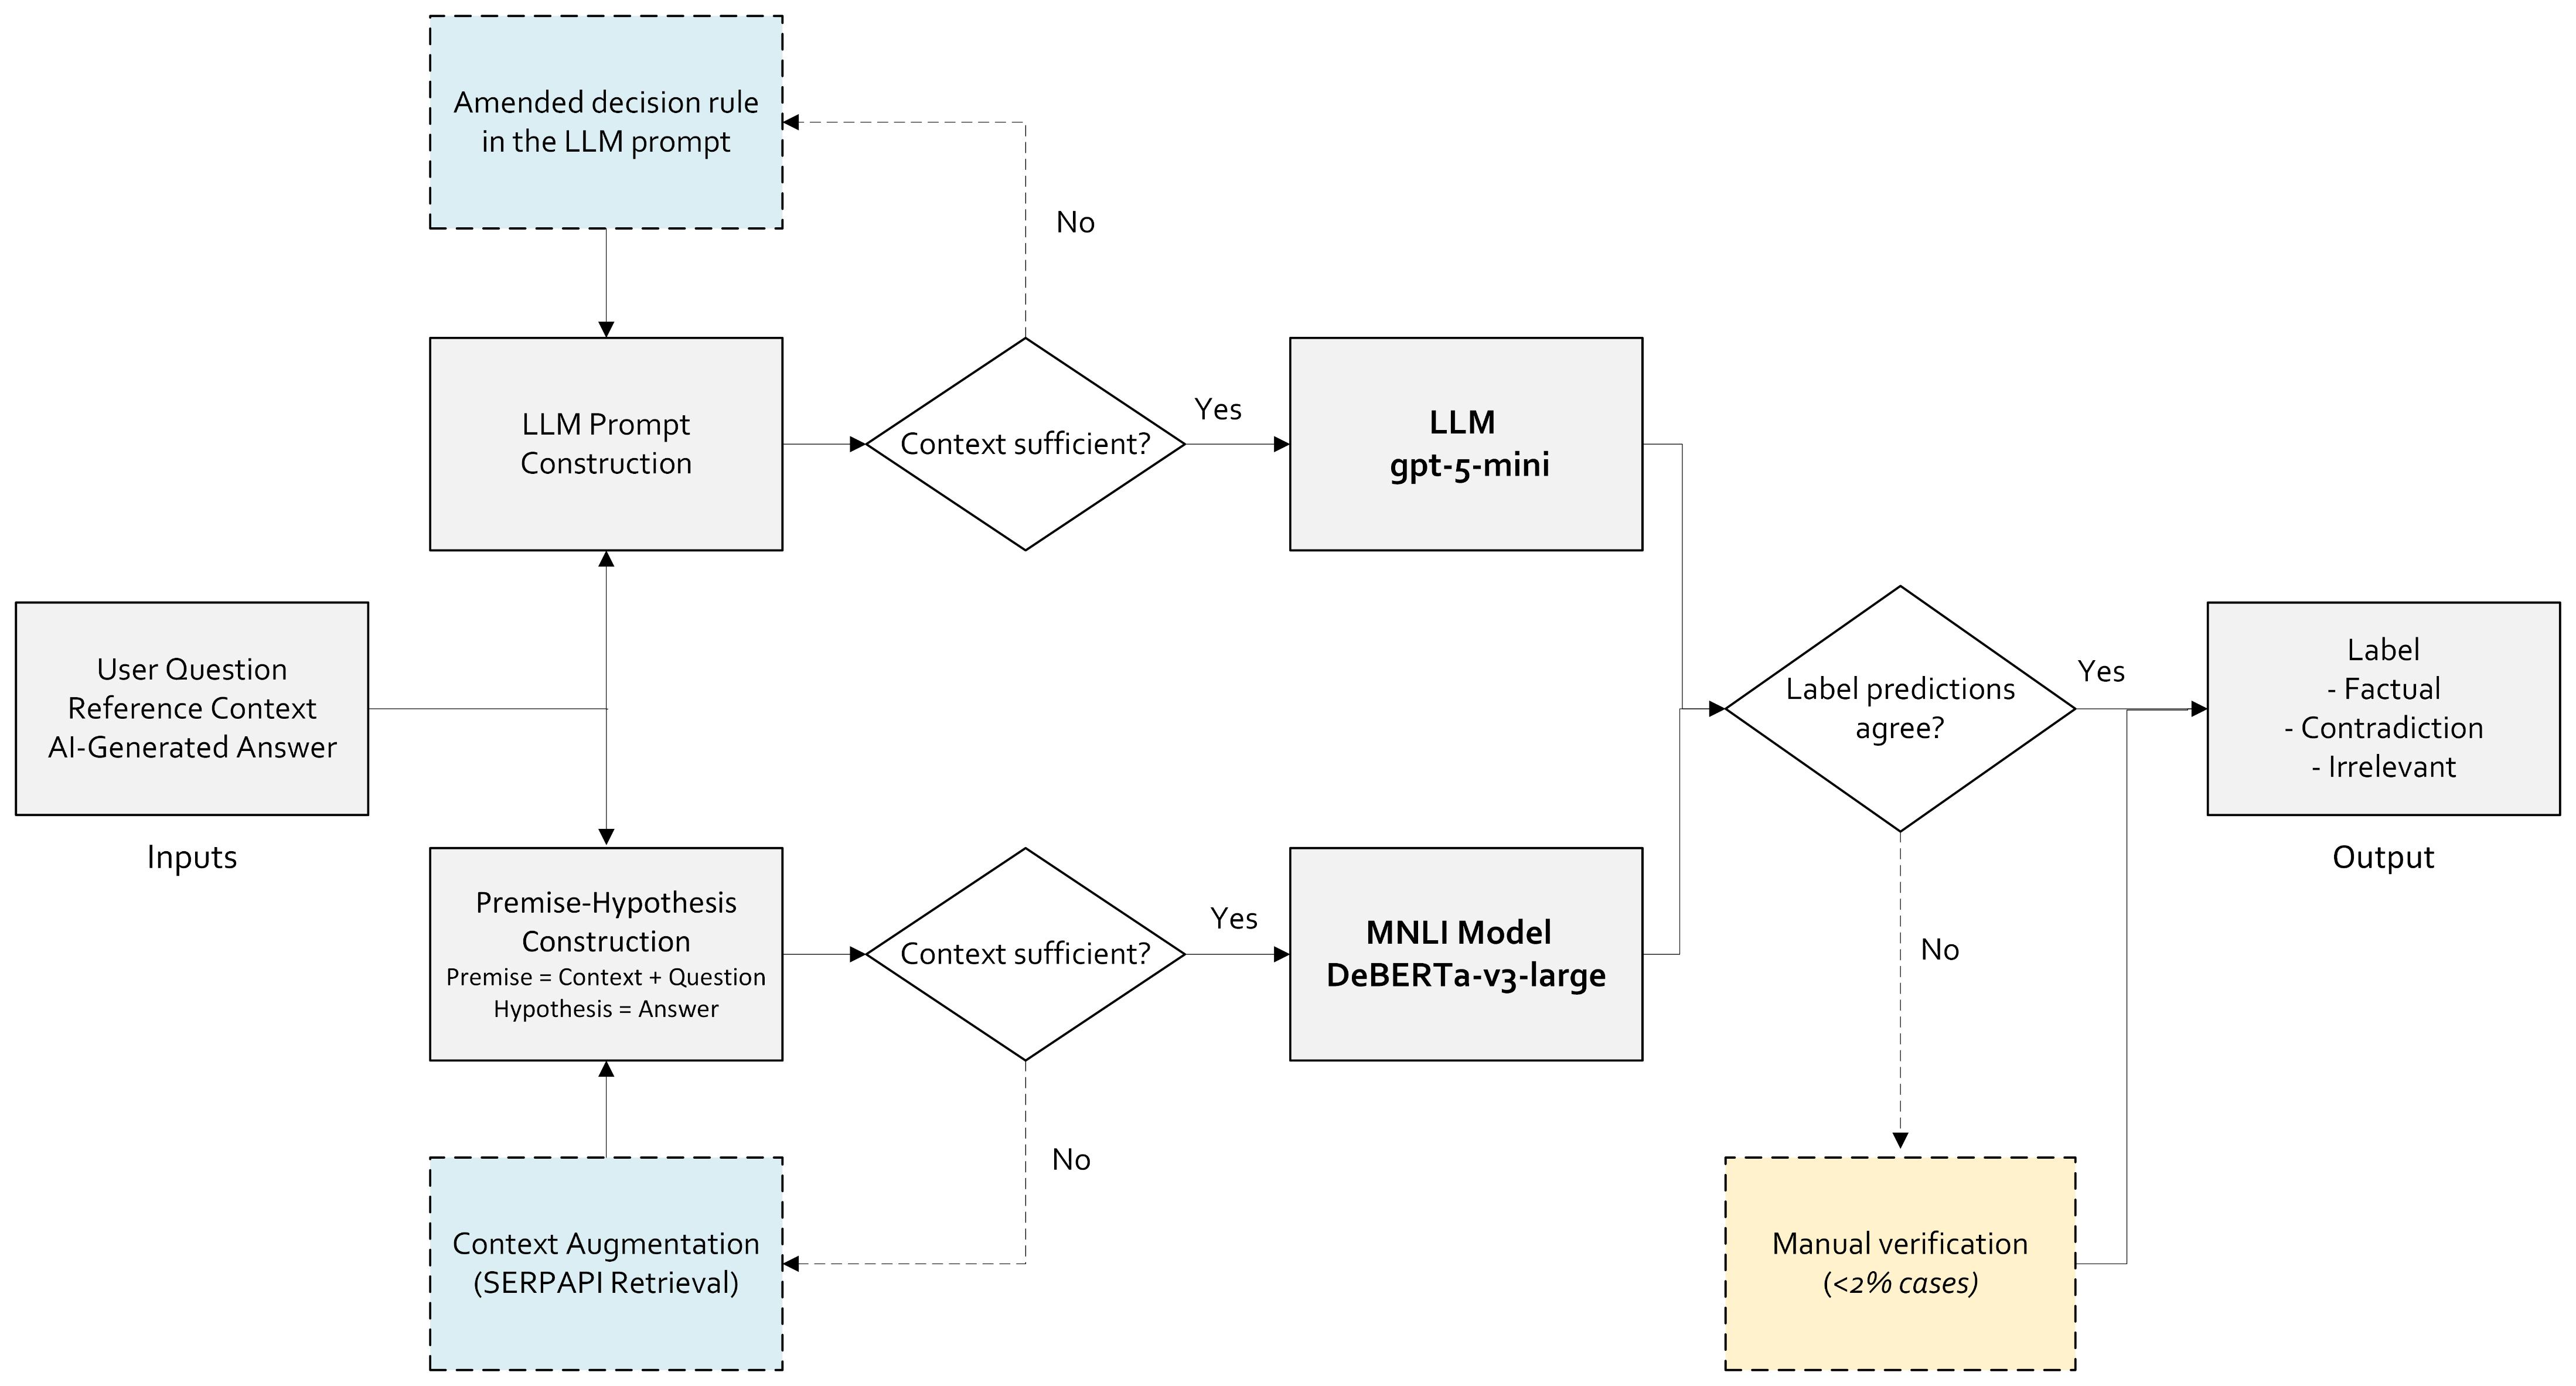 Amended decision rule
in the LLM prompt
No
LLM Prompt
Construction
Context sufficient?
Yes
LLM
gpt-5-mini
User Question
Reference Context
AI-Generated Answer
Inputs
Label predictions
agree?
Yes
Label
- Factual
- Contradiction
- Irrelevant
Output
Premise-Hypothesis
Construction
Premise = Context + Question
Hypothesis = Answer
Context sufficient?
Yes
MNLI Model
DeBERTa-v3-large
No
No
Context Augmentation
(SERPAPI Retrieval)
Manual verification
(<2% cases)